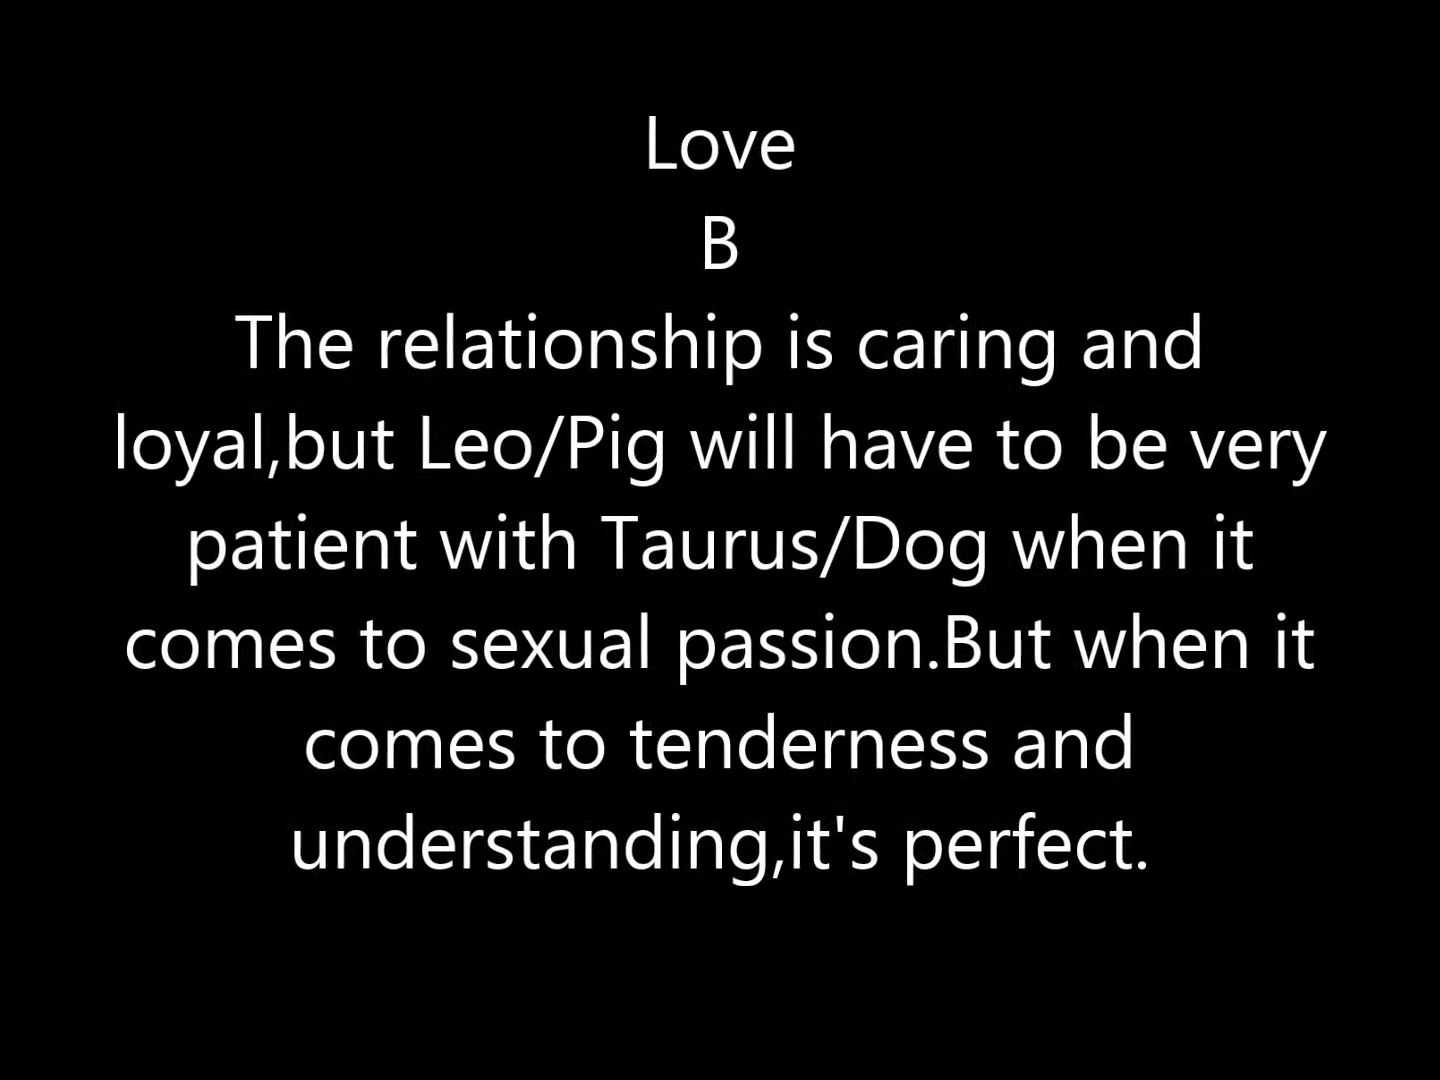 Love
B
The relationship is caring and
loyal,but Leo/Pig will have to be very
patient with Taurus/Dog when it
comes to sexual passion.But when it
comes to tenderness and
understanding,it's perfect.